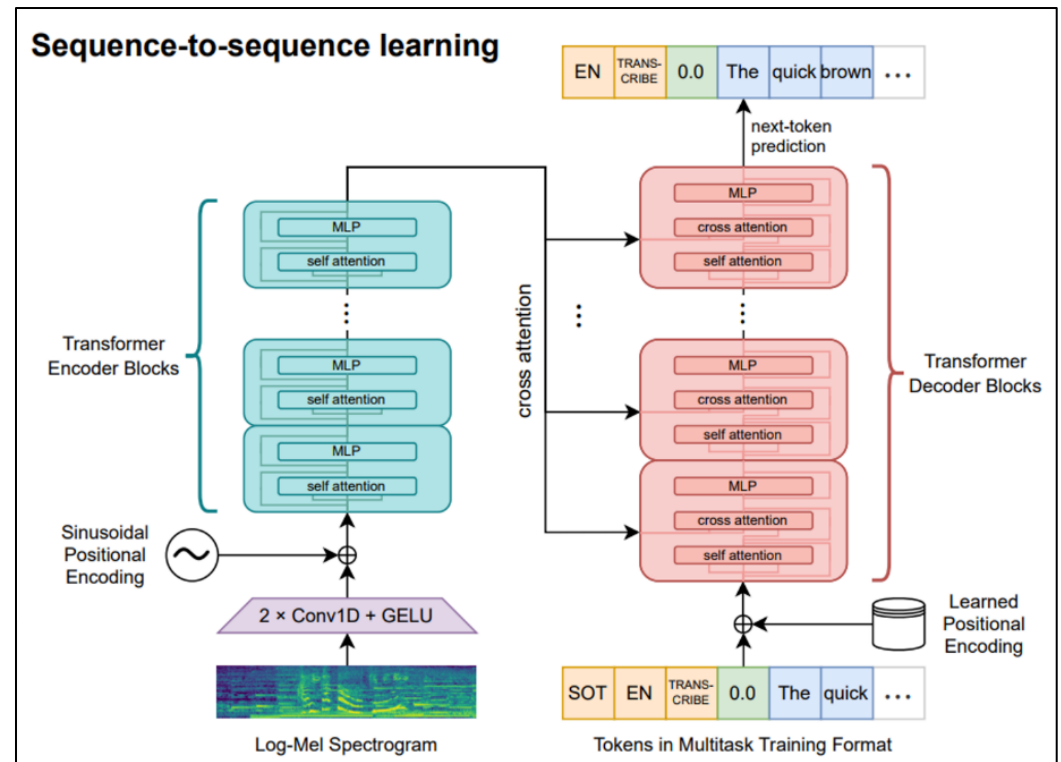 Sequence-to-sequence learning
EN TRANS-CRIBE 0.0 The quick brown ...
next-token
prediction
MLP
self attention
...
MLP
self attention
MLP
self attention
Transformer
Encoder Blocks
cross attention
...
MLP
cross attention
self attention
...
MLP
cross attention
self attention
MLP
cross attention
self attention
Transformer
Decoder Blocks
Sinusoidal
Positional
Encoding
2 × Conv1D + GELU
Learned
Positional
Encoding
SOT EN TRANS-CRIBE 0.0 The quick ...
Log-Mel Spectrogram
Tokens in Multitask Training Format